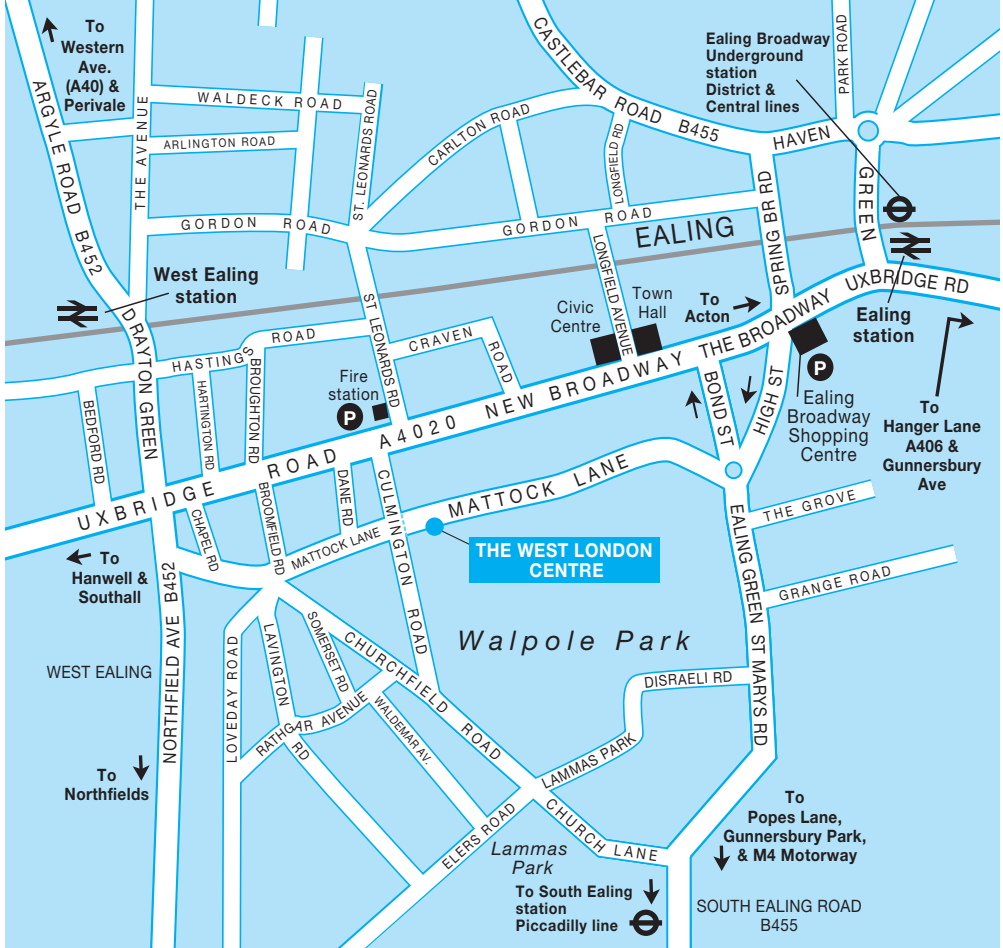 To
Western
Ave.
(A40) &
Perivale
ARGYLE ROAD B452
THE AVENUE
WALDECK ROAD
ARLINGTON ROAD
ST. LEONARDS ROAD
GORDON ROAD
CARLTON ROAD
CASTLEBAR ROAD B455
LONGFIELD RD
GORDON ROAD
EALING
Ealing Broadway
Underground
station
District &
Central lines
PARK ROAD
HAVEN
GREEN
SPRING BR RD
West Ealing
station
DRAYTON GREEN
HASTINGS ROAD
ST LEONARDS RD
CRAVEN ROAD
LONGFIELD AVENUE
Civic
Centre
Town
Hall
To
Acton
THE BROADWAY
UXBRIDGE RD
Ealing
station
P
Ealing
Broadway
Shopping
Centre
To
Hanger Lane
A406 &
Gunnersbury
Ave
BEDFORD RD
HARTINGTON RD
BROUGHTON RD
Fire
station
P
UXBRIDGE ROAD A4020 NEW BROADWAY
BOND ST
HIGH ST
CHAPEL RD
BROOMFIELD RD
DANE RD
CULMINGTON ROAD
MATTOCK LANE
MATTOCK LANE
THE WEST LONDON
CENTRE
THE GROVE
EALING GREEN
GRANGE ROAD
ST MARYS RD
To
Hanwell &
Southall
NORTHFIELD AVE B452
WEST EALING
To
Northfields
LOVEDAY ROAD
LAVINGTON RD
SOMERSET RD
CHURCHFIELD ROAD
RATHGAR AVENUE
WALDEMAR AV.
Walpole Park
DISRAELI RD
LAMMAS PARK
ELERS ROAD
CHURCH LANE
Lammas
Park
To South Ealing
station
Piccadilly line
To
Popes Lane,
Gunnersbury Park,
& M4 Motorway
SOUTH EALING ROAD
B455